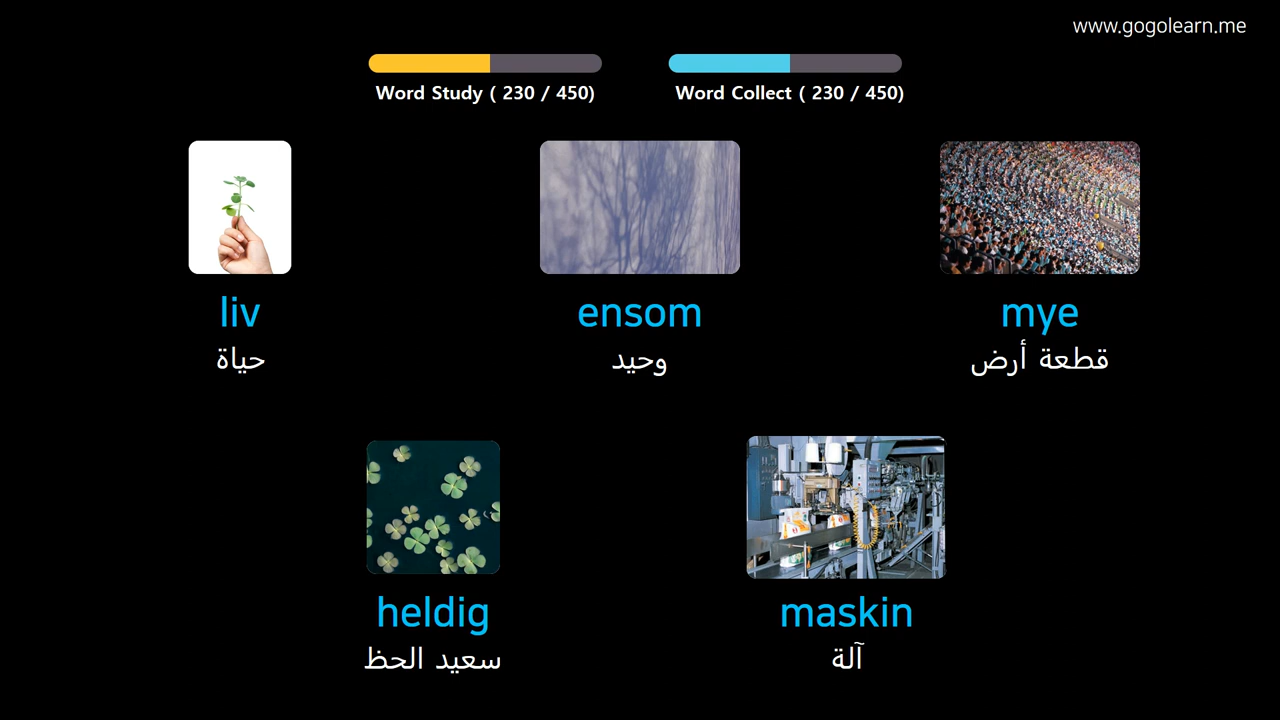 www.gogolearn.me
Word Study ( 230 / 450)
Word Collect ( 230 / 450)
liv
حياة
ensom
وحيد
mye
قطعة أرض
heldig
سعيد الحظ
maskin
آلة